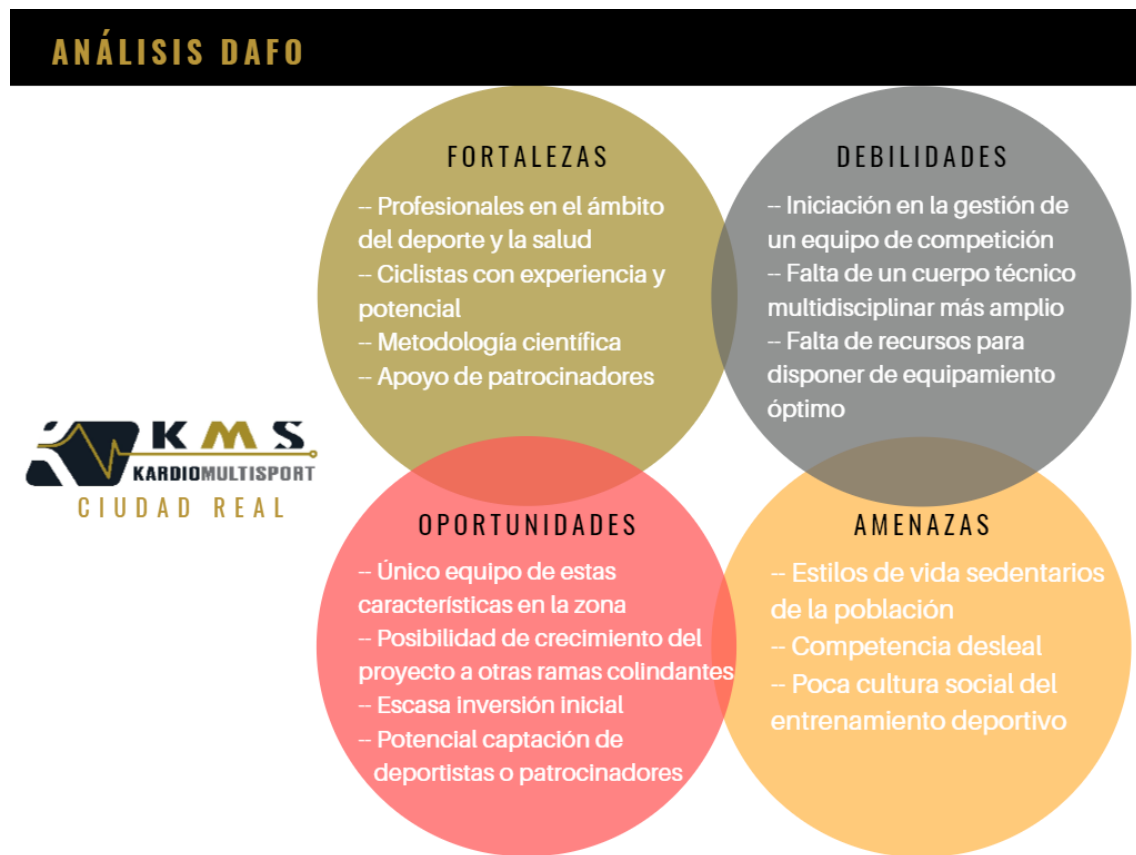 ANÁLISIS DAFO
FORTALEZAS
-- Profesionales en el ámbito
del deporte y la salud
-- Ciclistas con experiencia y
potencial
-- Metodología científica
-- Apoyo de patrocinadores
DEBILIDADES
-- Iniciación en la gestión de
un equipo de competición
-- Falta de un cuerpo técnico
multidisciplinar más amplio
-- Falta de recursos para
disponer de equipamiento
óptimo
KMS
KARDIOMULTISPORT
CIUDAD REAL
OPORTUNIDADES
-- Único equipo de estas
características en la zona
-- Posibilidad de crecimiento del
proyecto a otras ramas colindantes
-- Escasa inversión inicial
-- Potencial captación de
deportistas o patrocinadores
AMENAZAS
-- Estilos de vida sedentarios
de la población
-- Competencia desleal
-- Poca cultura social del
entrenamiento deportivo